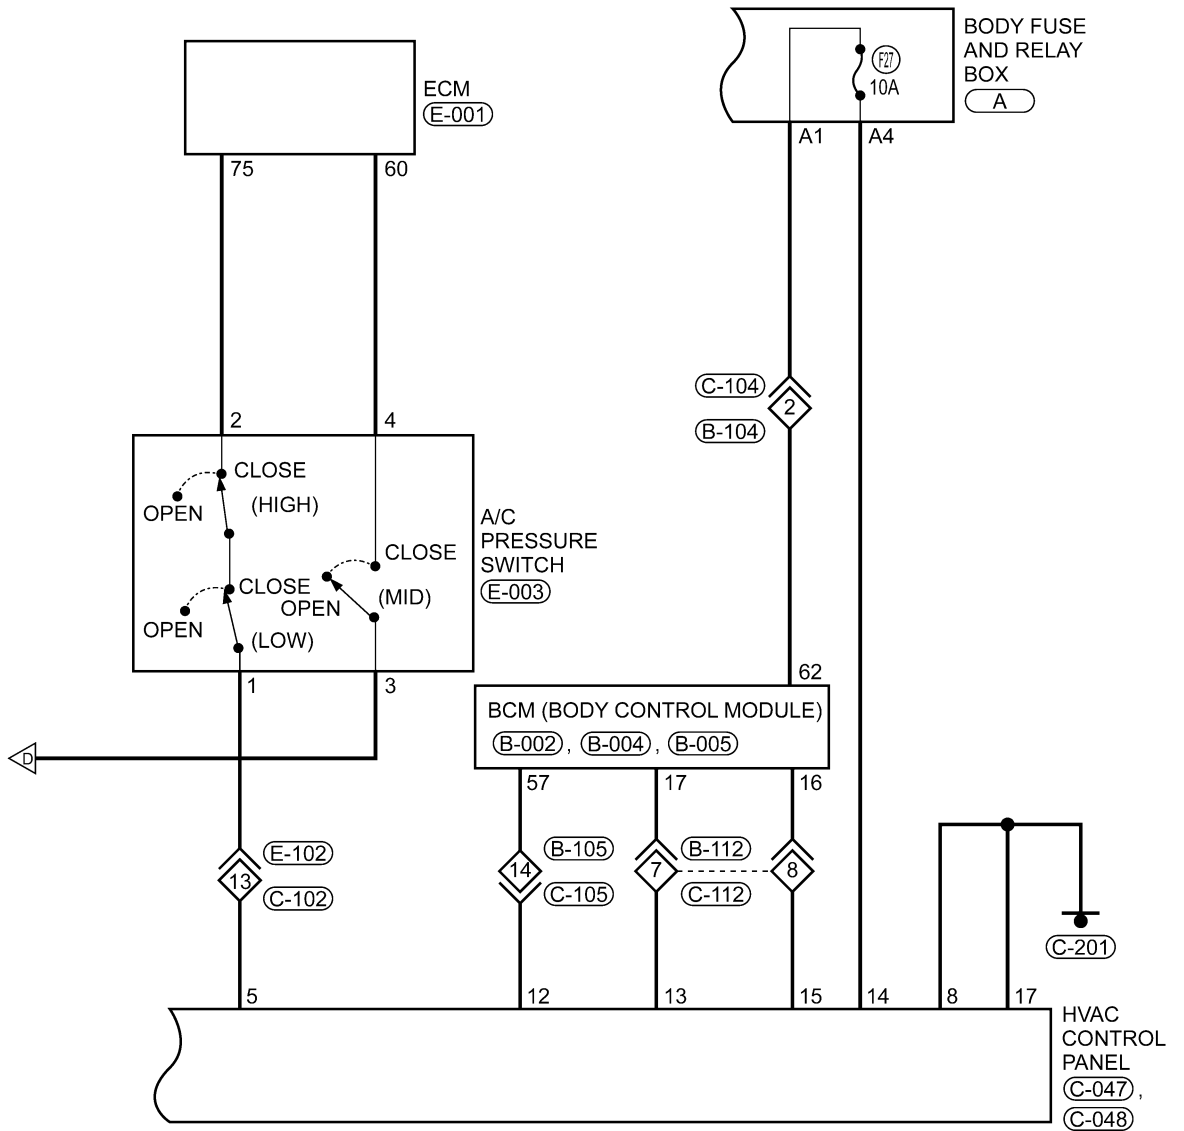 BODY FUSE
AND RELAY
BOX
A
F27
10A
ECM
E-001
A1
A4
75
60
C-104
2
B-104
2
4
CLOSE
OPEN
(HIGH)
A/C
PRESSURE
SWITCH
E-003
CLOSE
OPEN
(MID)
CLOSE
OPEN
(LOW)
1
3
D
62
BCM (BODY CONTROL MODULE)
B-002 , B-004 , B-005
57
17
16
E-102
13
C-102
B-105
14
C-105
B-112
7
8
C-112
C-201
5
12
13
15
14
8
17
HVAC
CONTROL
PANEL
C-047 ,
C-048